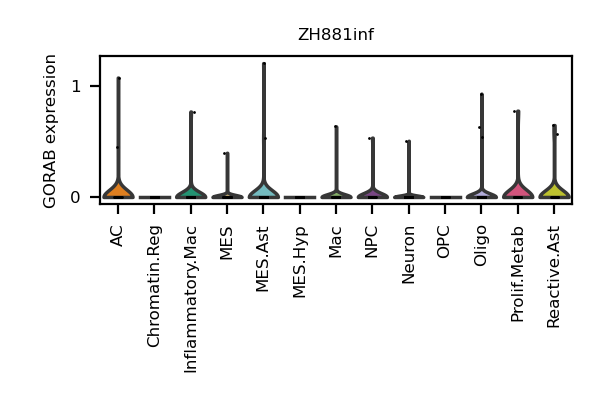 ZH881inf
GORAB expression
1
0
AC
Chromatin.Reg
Inflammatory.Mac
MES
MES.Ast
MES.Hyp
Mac
NPC
Neuron
OPC
Oligo
Prolif.Metab
Reactive.Ast